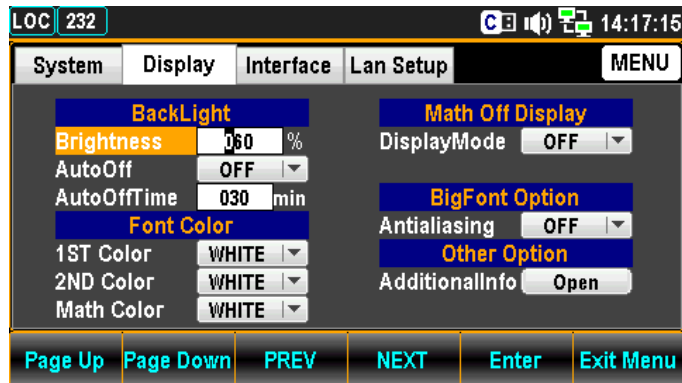 LOC 232 C 14:17:15
System Display Interface Lan Setup MENU
BackLight
Brightness 060 %
AutoOff OFF
AutoOffTime 030 min
Font Color
1ST Color WHITE
2ND Color WHITE
Math Color WHITE
Math Off Display
DisplayMode OFF
BigFont Option
Antialiasing OFF
Other Option
AdditionalInfo Open
Page Up Page Down PREV NEXT Enter Exit Menu